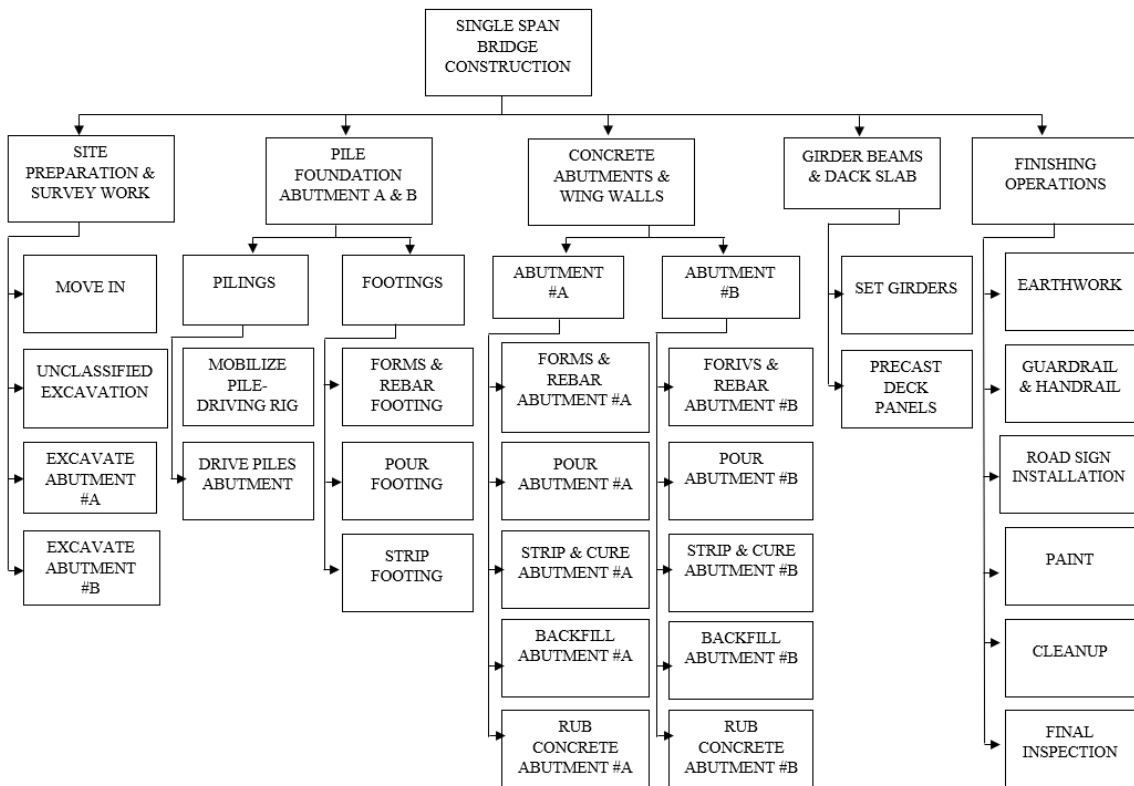 SINGLE SPAN
BRIDGE
CONSTRUCTION
SITE
PREPARATION &
SURVEY WORK
PILE
FOUNDATION
ABUTMENT A & B
CONCRETE
ABUTMENTS &
WING WALLS
GIRDER BEAMS
& DACK SLAB
FINISHING
OPERATIONS
MOVE IN
UNCLASSIFIED
EXCAVATION
EXCAVATE
ABUTMENT
#A
EXCAVATE
ABUTMENT
#B
PILINGS
MOBILIZE
PILE-
DRIVING RIG
DRIVE PILES
ABUTMENT
FOOTINGS
FORMS &
REBAR
FOOTING
POUR
FOOTING
STRIP
FOOTING
ABUTMENT
#A
FORMS &
REBAR
ABUTMENT #A
POUR
ABUTMENT #A
STRIP & CURE
ABUTMENT #A
BACKFILL
ABUTMENT #A
RUB
CONCRETE
ABUTMENT #A
ABUTMENT
#B
FORIVS &
REBAR
ABUTMENT #B
POUR
ABUTMENT #B
STRIP & CURE
ABUTMENT #B
BACKFILL
ABUTMENT #B
RUB
CONCRETE
ABUTMENT #B
SET GIRDERS
PRECAST
DECK
PANELS
EARTHWORK
GUARDRAIL
& HANDRAIL
ROAD SIGN
INSTALLATION
PAINT
CLEANUP
FINAL
INSPECTION